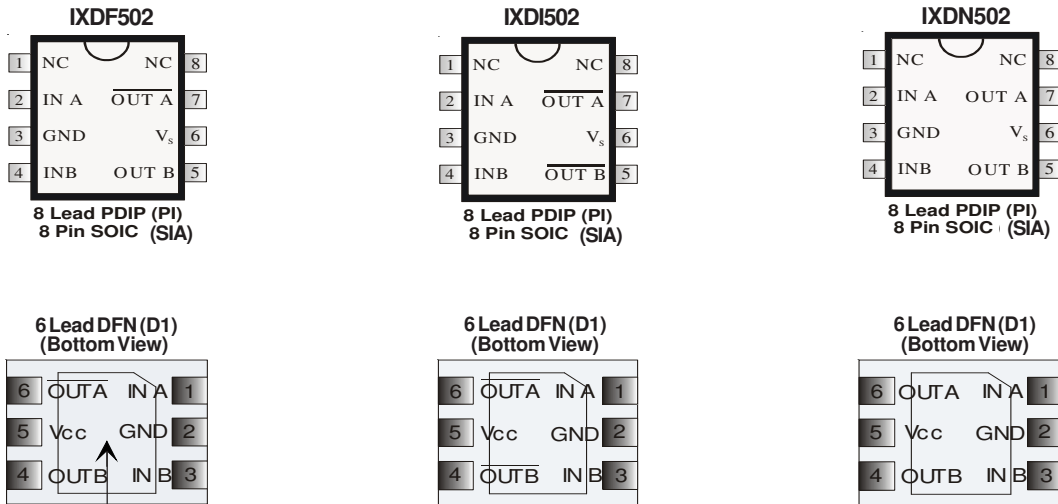 IXDF502
1 NC NC 8
2 IN A OUT A 7
3 GND Vs 6
4 INB OUT B 5
8 Lead PDIP (PI)
8 Pin SOIC (SIA)
IXDI502
1 NC NC 8
2 IN A OUT A 7
3 GND Vs 6
4 INB OUT B 5
8 Lead PDIP (PI)
8 Pin SOIC (SIA)
IXDN502
1 NC NC 8
2 IN A OUT A 7
3 GND Vs 6
4 INB OUT B 5
8 Lead PDIP (PI)
8 Pin SOIC (SIA)
6 Lead DFN (D1)
(Bottom View)
6 OUTA IN A 1
5 Vcc GND 2
4 OUTB IN B 3
6 Lead DFN (D1)
(Bottom View)
6 OUTA IN A 1
5 Vcc GND 2
4 OUTB IN B 3
6 Lead DFN (D1)
(Bottom View)
6 OUTA IN A 1
5 Vcc GND 2
4 OUTB IN B 3